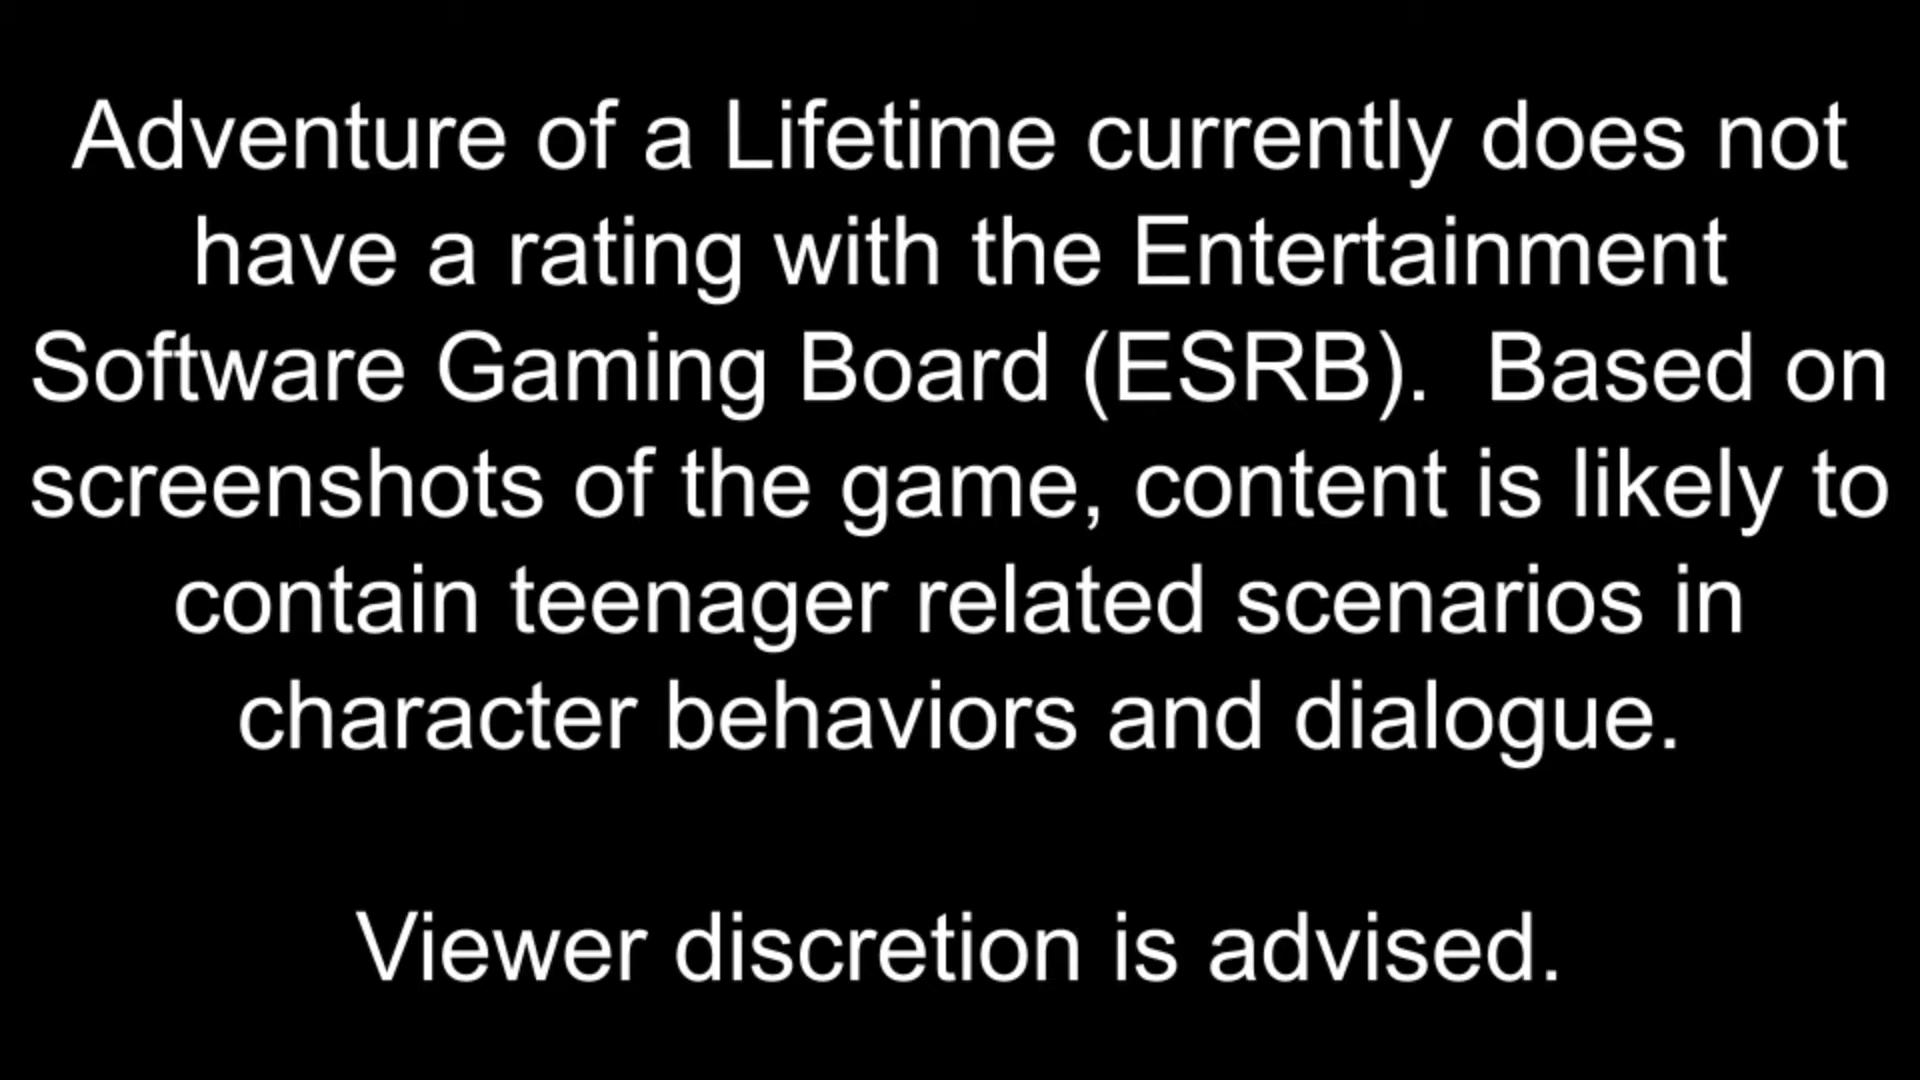 Adventure of a Lifetime currently does not
have a rating with the Entertainment
Software Gaming Board (ESRB).  Based on
screenshots of the game, content is likely to
contain teenager related scenarios in
character behaviors and dialogue.
Viewer discretion is advised.